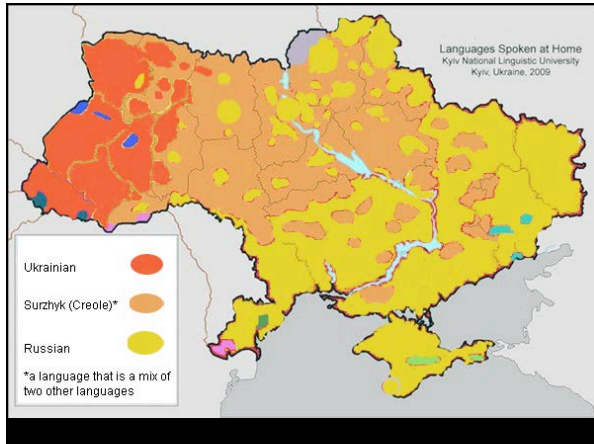 Languages Spoken at Home
Kyiv National Linguistic University
Kyiv, Ukraine, 2009
Ukrainian
Surzhyk (Creole)*
Russian
*a language that is a mix of
two other languages